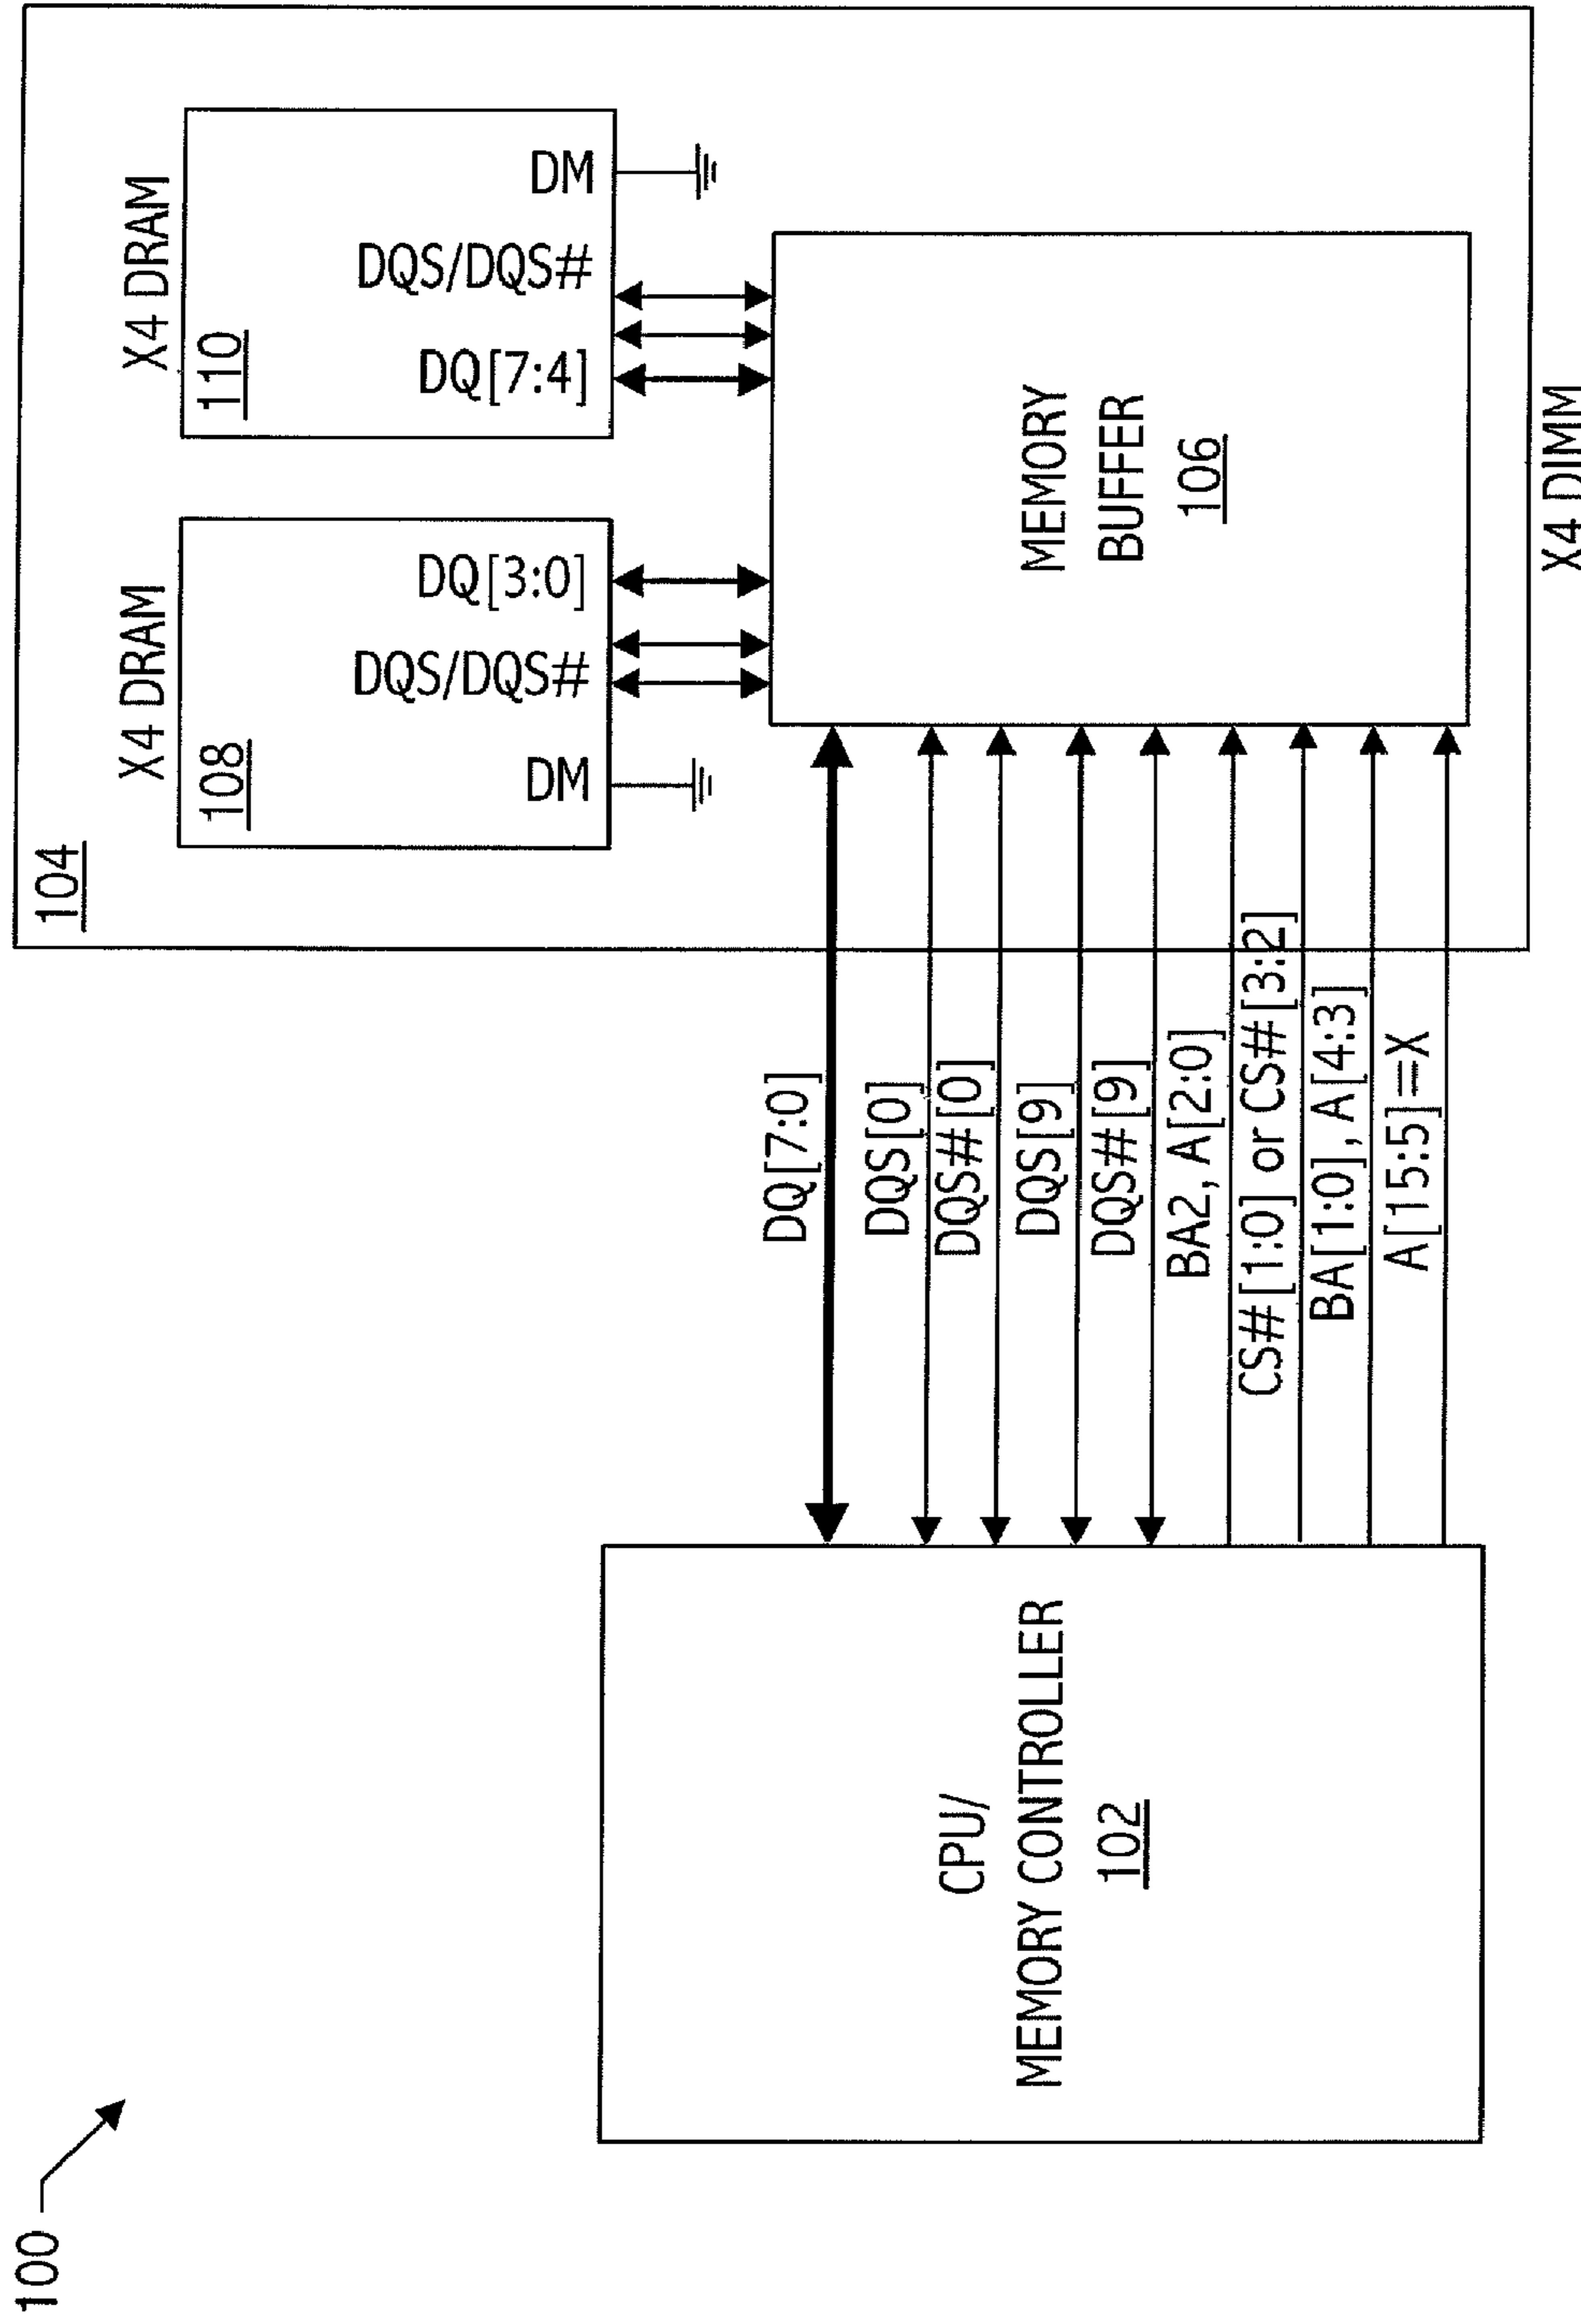 100
104
X4 DRAM
108
DM
DQS/DQS#
DQ[3:0]
X4 DRAM
110
DQ[7:4]
DQS/DQS#
DM
CPU/
MEMORY CONTROLLER
102
DQ[7:0]
DQS[0]
DQS#[0]
DQS[9]
DQS#[9]
BA2, A[2:0]
CS#[1:0] or CS#[3:2]
BA[1:0], A[4:3]
A[15:5]=X
MEMORY
BUFFER
106
X4 DIMM